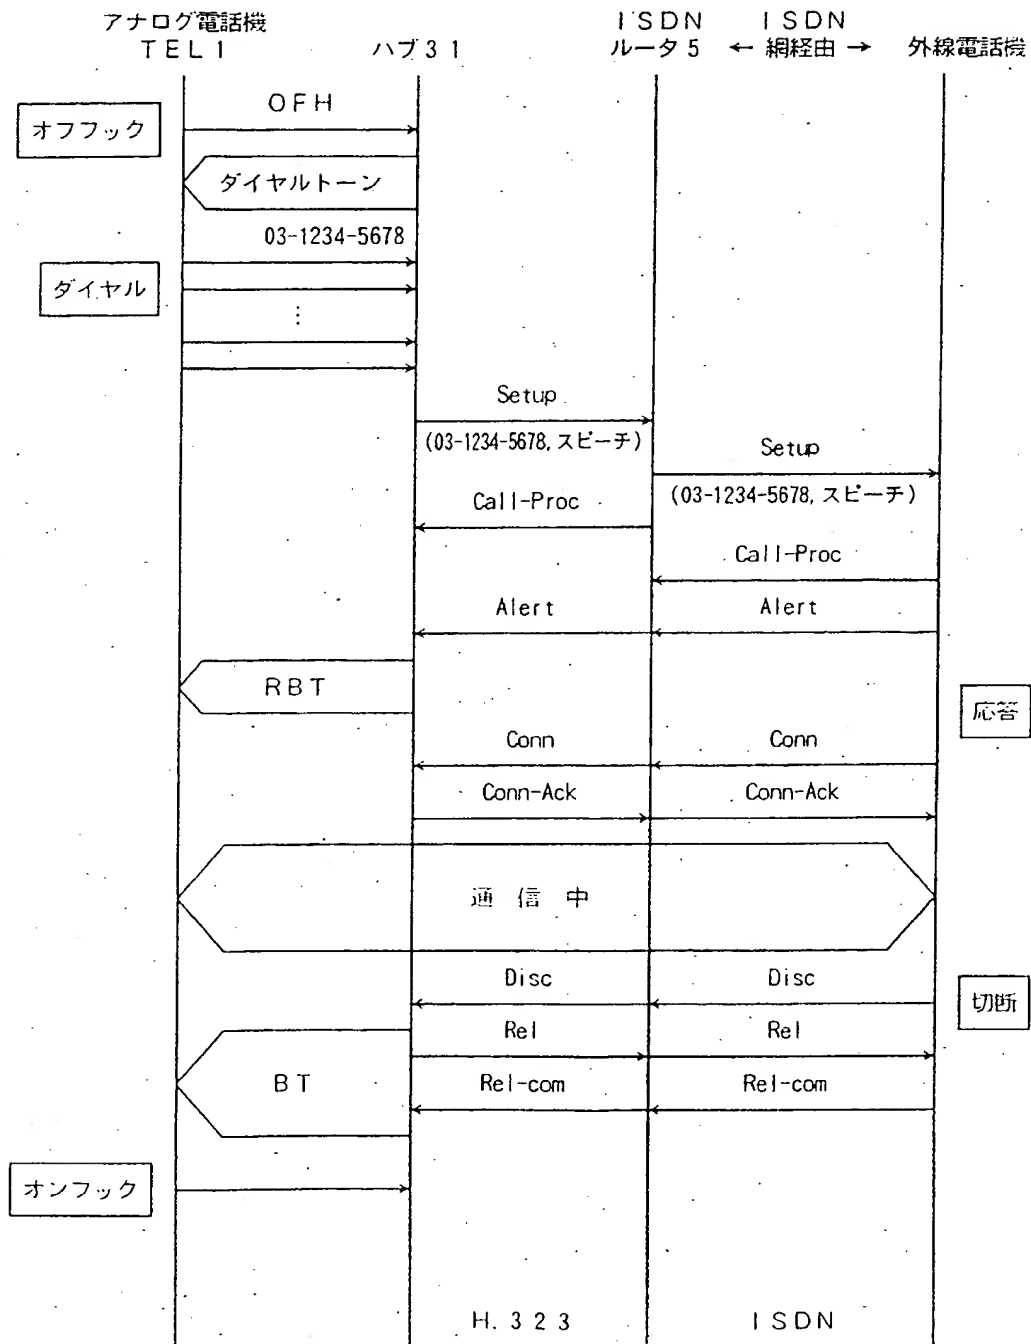 アナログ電話機
TEL1
ハブ31
ISDN
ルータ5
ISDN
← 網経由 →
外線電話機
オフフック
OFH
ダイヤルトーン
03-1234-5678
ダイヤル
⋮
Setup
(03-1234-5678, スピーチ)
Setup
(03-1234-5678, スピーチ)
Call-Proc
Call-Proc
Alert
Alert
RBT
応答
Conn
Conn
Conn-Ack
Conn-Ack
通信中
Disc
Disc
切断
Rel
Rel
BT
Rel-com
Rel-com
オンフック
H.323
ISDN